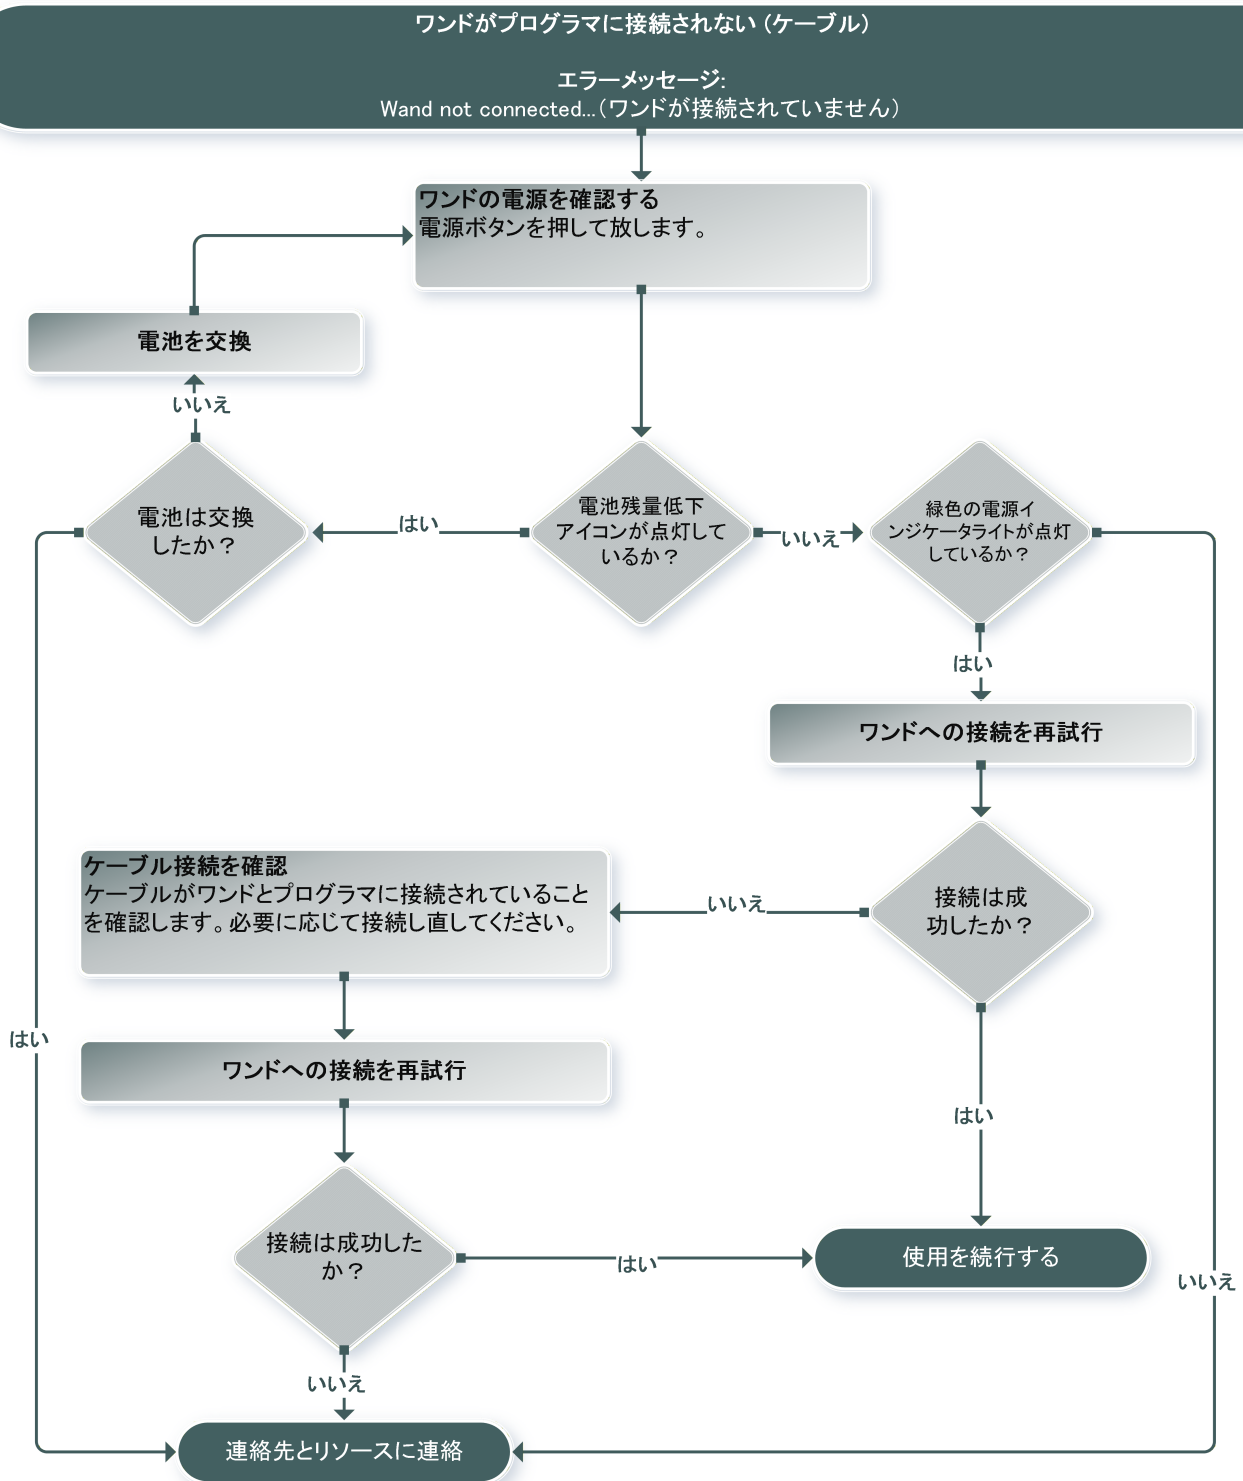 ワンドがプログラマに接続されない（ケーブル）
エラーメッセージ:
Wand not connected...（ワンドが接続されていません）
ワンドの電源を確認する
電源ボタンを押して放します。
電池を交換
いいえ
電池は交換
したか？
はい
電池残量低下
アイコンが点灯して
いるか？
いいえ
緑色の電源イ
ンジケータライトが点灯
しているか？
はい
ワンドへの接続を再試行
接続は成
功したか？
いいえ
ケーブル接続を確認
ケーブルがワンドとプログラマに接続されていること
を確認します。必要に応じて接続し直してください。
はい
ワンドへの接続を再試行
はい
接続は成功した
か？
はい
使用を続行する
いいえ
いいえ
連絡先とリソースに連絡